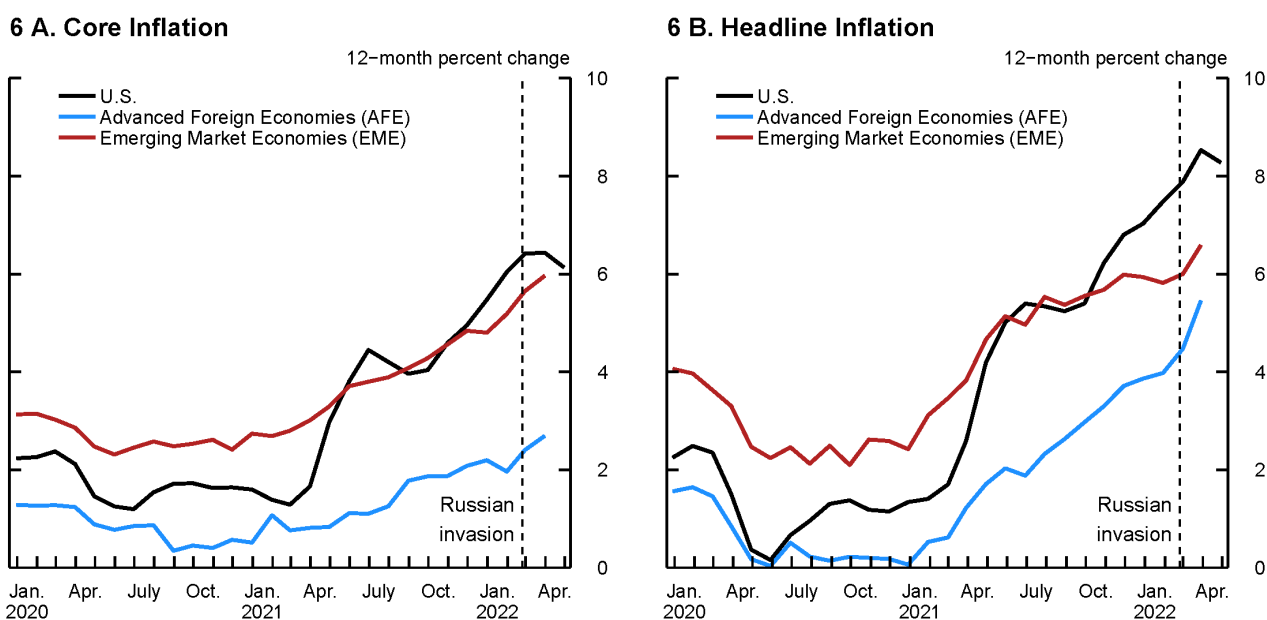 6 A. Core Inflation
12−month percent change
U.S.
Advanced Foreign Economies (AFE)
Emerging Market Economies (EME)
10
8
6
4
2
0
Russian
invasion
Jan. Apr. July Oct. Jan. Apr. July Oct. Jan. Apr.
2020 2021 2022
6 B. Headline Inflation
12−month percent change
U.S.
Advanced Foreign Economies (AFE)
Emerging Market Economies (EME)
10
8
6
4
2
0
Russian
invasion
Jan. Apr. July Oct. Jan. Apr. July Oct. Jan. Apr.
2020 2021 2022